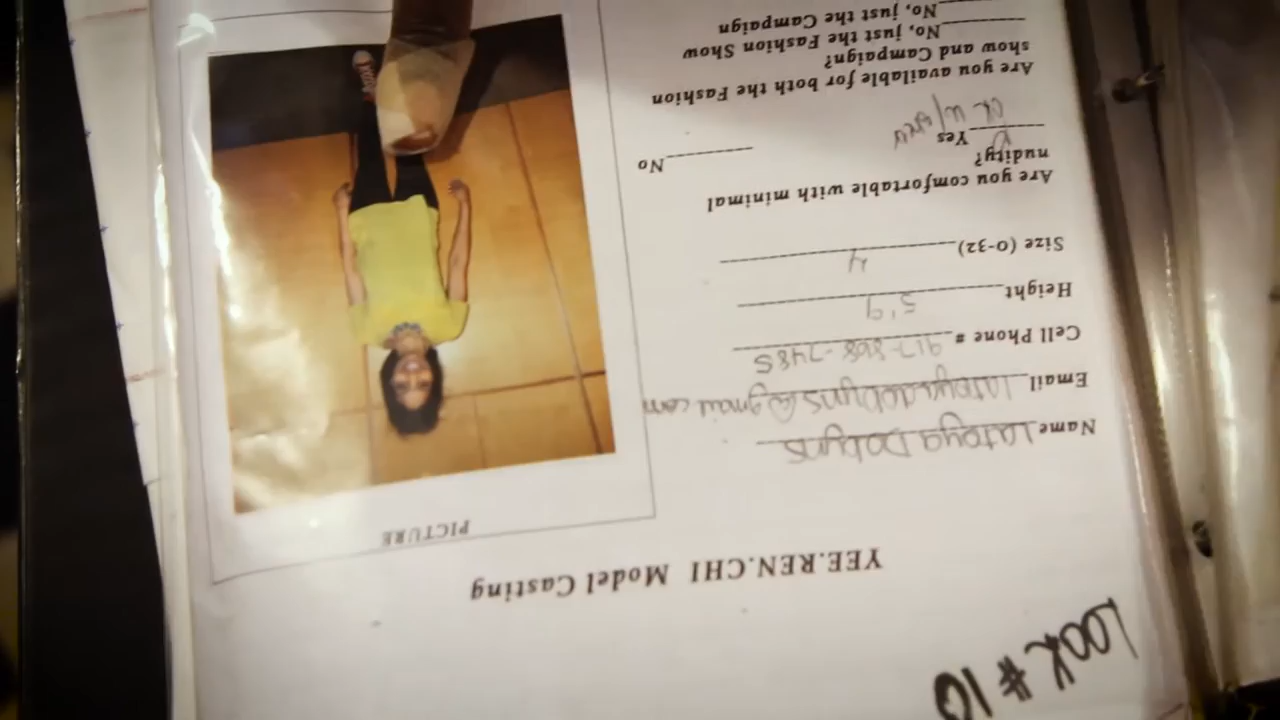 Look # 10
YEE.REN.CHI Model Casting
PICTURE
Name Latoya Dobyns
Email latoyadobyns@gmail.com
Cell Phone # 917-868-7485
Height 5'9
Size (0-32) 4
Are you comfortable with minimal
nudity?
Yes No
Are you available for both the Fashion
show and Campaign?
No, just the Fashion Show
No, just the Campaign